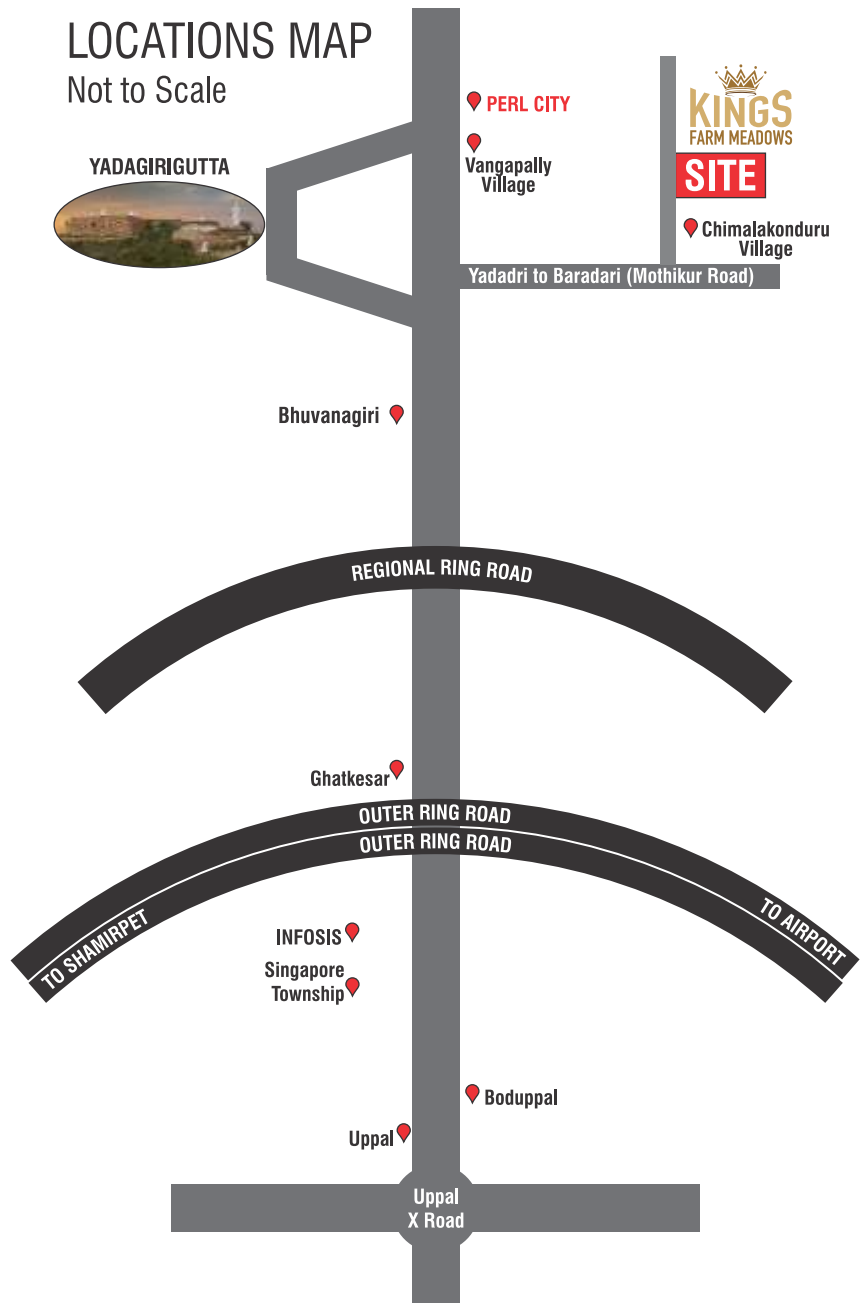 LOCATIONS MAP
Not to Scale
PERL CITY
KINGS
FARM MEADOWS
YADAGIRIGUTTA
Vangapally
Village
SITE
Chimalakonduru
Village
Yadadri to Baradari (Mothikur Road)
Bhuvanagiri
REGIONAL RING ROAD
Ghatkesar
OUTER RING ROAD
OUTER RING ROAD
TO SHAMIRPET
TO AIRPORT
INFOSIS
Singapore
Township
Boduppal
Uppal
Uppal
X Road